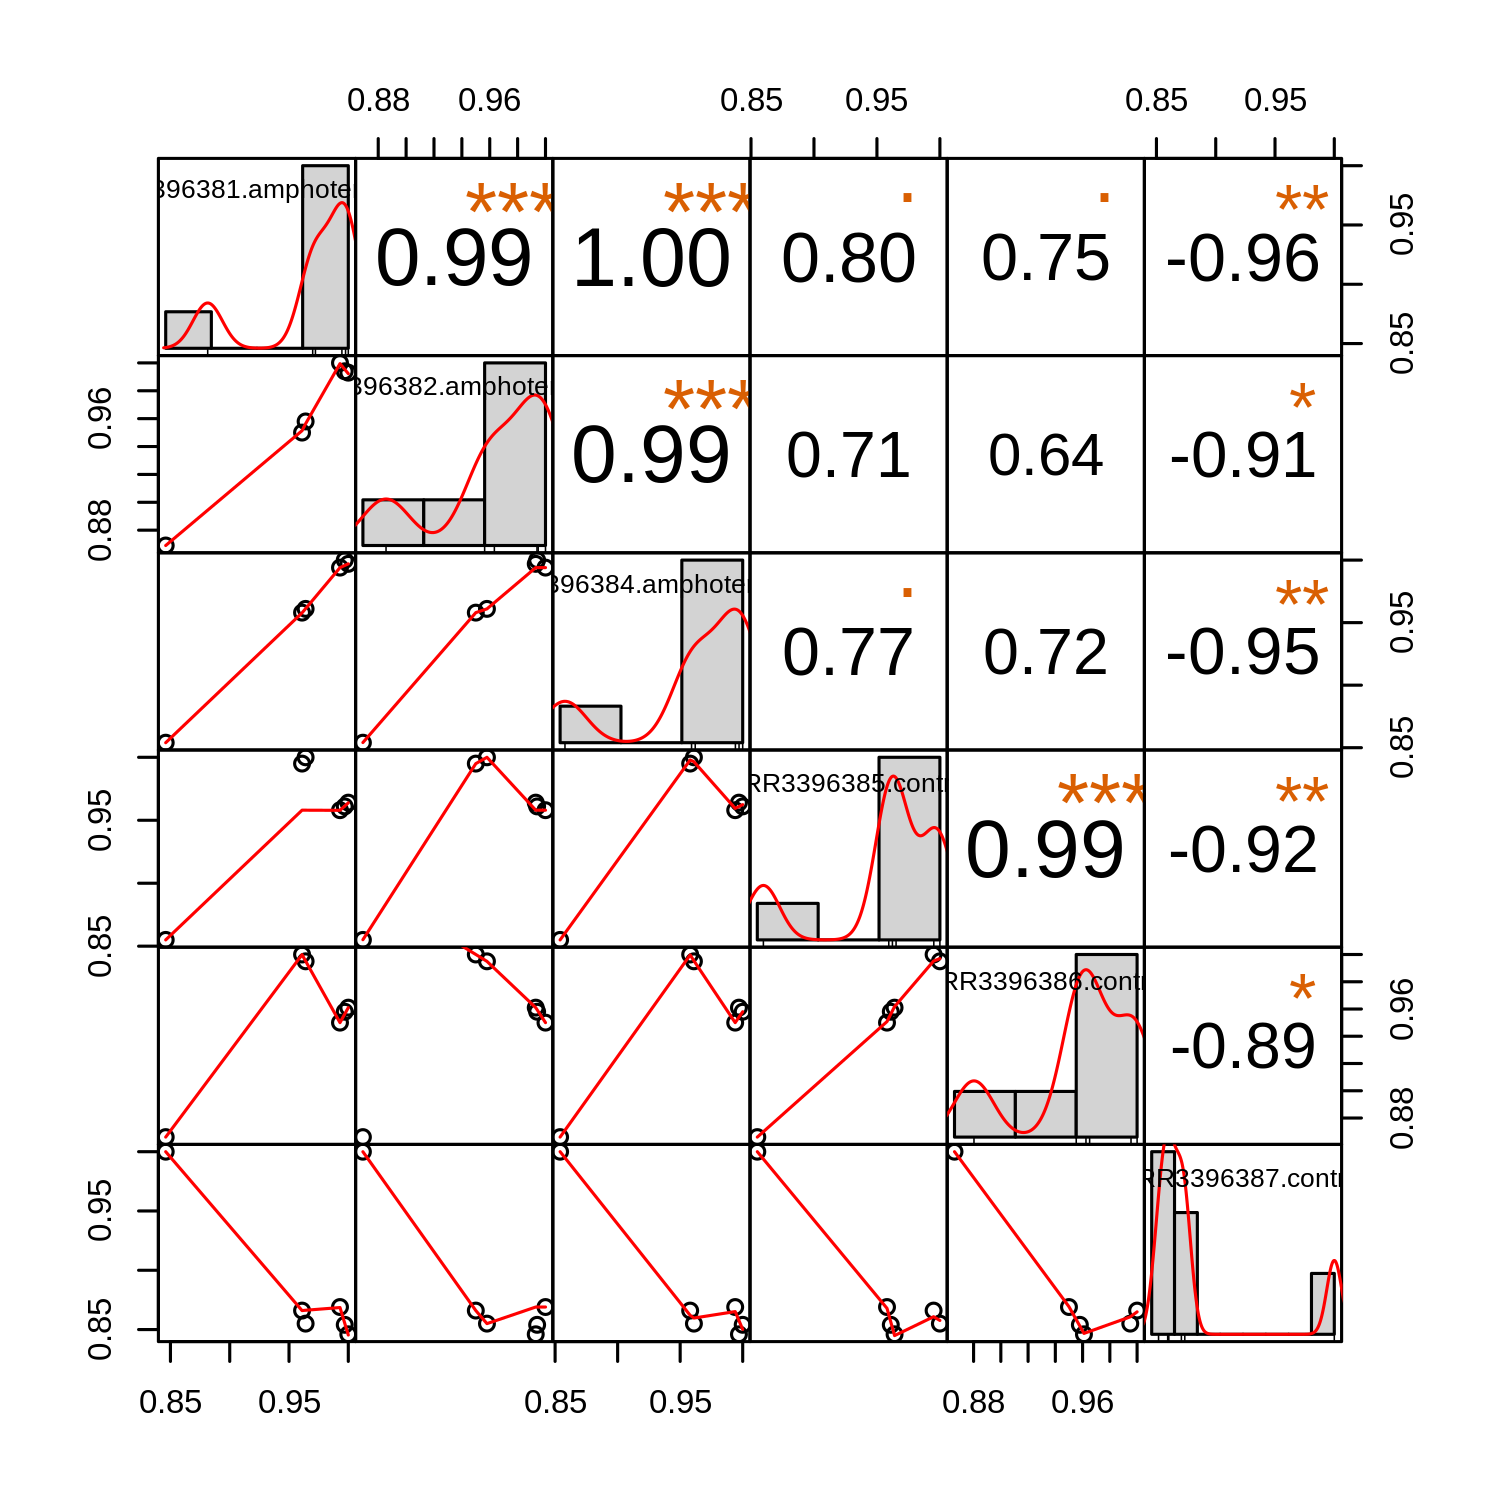 0.88 0.96 0.85 0.95 0.85 0.95
396381.amphote *** *** . . **
0.99 1.00 0.80 0.75 -0.96
0.95
0.85
396382.amphote *** *
0.99 0.71 0.64 -0.91
0.96
0.88
396384.amphote . **
0.77 0.72 -0.95
0.95
0.85
RR3396385.contr *** **
0.99 -0.92
0.95
0.85
RR3396386.contr *
-0.89
0.96
0.88
RR3396387.contr
0.95
0.85
0.85 0.95 0.85 0.95 0.88 0.96